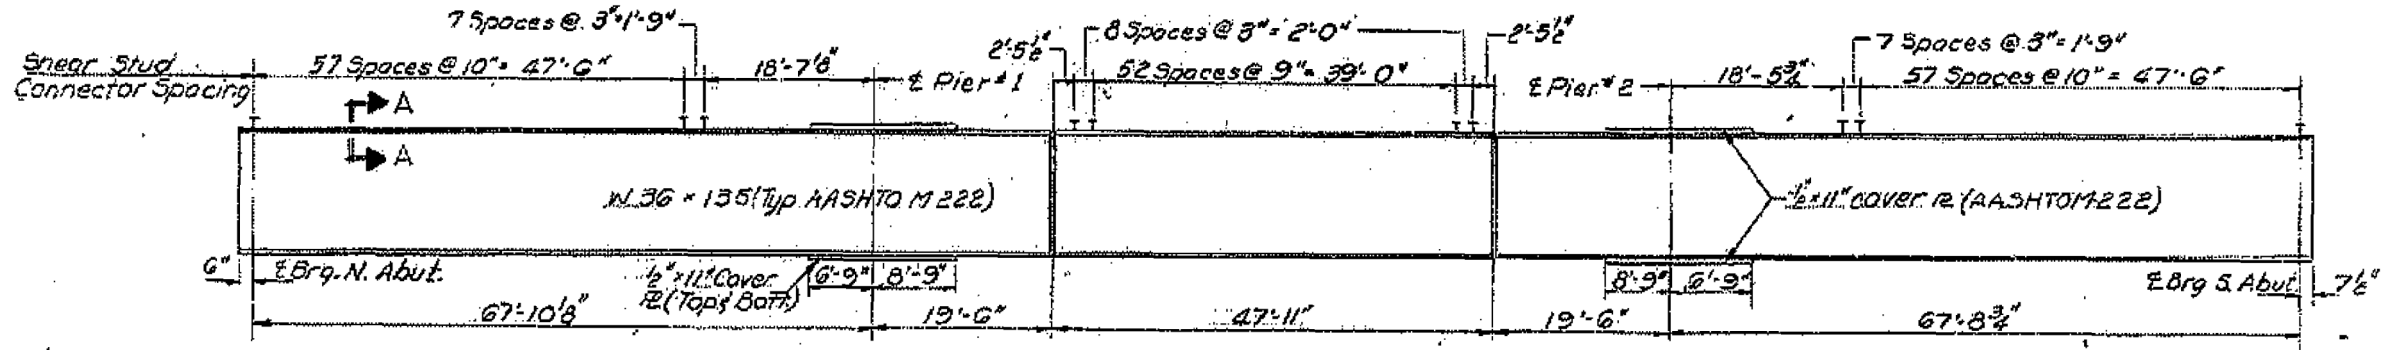 7 Spaces @ 3"=1'-9"
Shear Stud
Connector Spacing
57 Spaces @ 10" = 47'-6"
18'-7⅛"
℄ Pier #1
2'-5½"
8 Spaces @ 3" = 2'-0"
52 Spaces @ 9" = 39'-0"
2'-5½"
℄ Pier #2
18'-5¾"
7 Spaces @ 3"=1'-9"
57 Spaces @ 10" = 47'-6"
A
A
W 36 × 135 (Typ. AASHTO M 222)
½"×11" Cover ℞ (AASHTO M 222)
6"
℄ Brg. N. Abut.
½"×11" Cover
℞ (Top & Bott.)
6'-9"
8'-9"
8'-9"
6'-9"
℄ Brg S. Abut.
7⅛"
67'-10⅛"
19'-6"
47'-11"
19'-6"
67'-8¾"